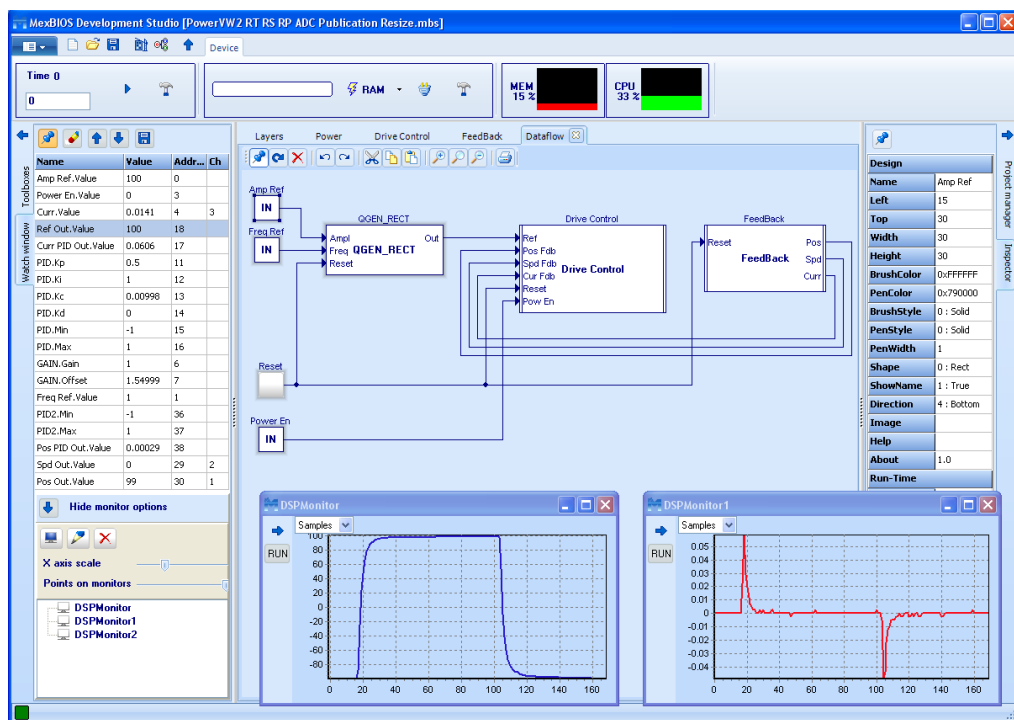 MexBIOS Development Studio [PowerVW2 RT RS RP ADC Publication Resize.mbs]
Device
Time 0
0
RAM
MEM
15 %
CPU
33 %
Toolboxes
Watch window
Name Value Addr... Ch
Amp Ref.Value 100 0
Power En.Value 0 3
Curr.Value 0.0141 4 3
Ref Out.Value 100 18
Curr PID Out.Value 0.0606 17
PID.Kp 0.5 11
PID.Ki 1 12
PID.Kc 0.00998 13
PID.Kd 0 14
PID.Min -1 15
PID.Max 1 16
GAIN.Gain 1 6
GAIN.Offset 1.54999 7
Freq Ref.Value 1 1
PID2.Min -1 36
PID2.Max 1 37
Pos PID Out.Value 0.00029 38
Spd Out.Value 0 29 2
Pos Out.Value 99 30 1
Hide monitor options
X axis scale
Points on monitors
DSPMonitor
DSPMonitor1
DSPMonitor2
Layers Power Drive Control FeedBack Dataflow
Amp Ref
IN
Freq Ref
IN
QGEN_RECT
Ampl Out
Freq QGEN_RECT
Reset
Drive Control
Ref
Pos Fdb
Spd Fdb
Drive Control
Cur Fdb
Reset
Pow En
FeedBack
Reset Pos
FeedBack Spd
Curr
Reset
Power En
IN
DSPMonitor
Samples
RUN
100
80
60
40
20
0
-20
-40
-60
-80
0 20 40 60 80 100 120 140 160
DSPMonitor1
Samples
RUN
0.05
0.04
0.03
0.02
0.01
0
-0.01
-0.02
-0.03
-0.04
0 20 40 60 80 100 120 140 160
Design
Name Amp Ref
Left 15
Top 30
Width 30
Height 30
BrushColor 0xFFFFFF
PenColor 0x790000
BrushStyle 0 : Solid
PenStyle 0 : Solid
PenWidth 1
Shape 0 : Rect
ShowName 1 : True
Direction 4 : Bottom
Image
Help
About 1.0
Run-Time
Project manager
Inspector